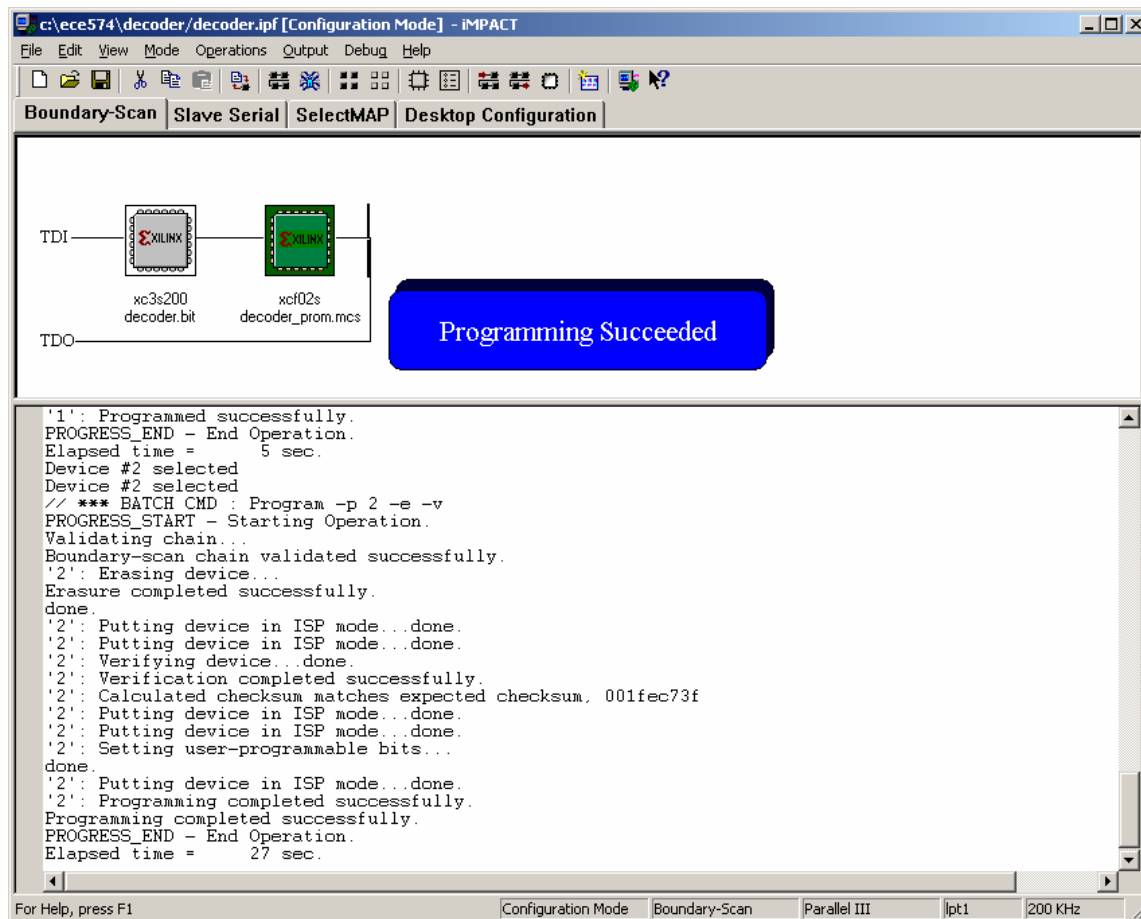 c:\ece574\decoder/decoder.ipf [Configuration Mode] - iMPACT
File Edit View Mode Operations Output Debug Help
Boundary-Scan Slave Serial SelectMAP Desktop Configuration
TDI
XILINX XILINX
xc3s200 xcf02s
decoder.bit decoder_prom.mcs
TDO
Programming Succeeded
'1': Programmed successfully.
PROGRESS_END - End Operation.
Elapsed time =      5 sec.
Device #2 selected
Device #2 selected
// *** BATCH CMD : Program -p 2 -e -v
PROGRESS_START - Starting Operation.
Validating chain...
Boundary-scan chain validated successfully.
'2': Erasing device...
Erasure completed successfully.
done.
'2': Putting device in ISP mode...done.
'2': Putting device in ISP mode...done.
'2': Verifying device...done.
'2': Verification completed successfully.
'2': Calculated checksum matches expected checksum, 001fec73f
'2': Putting device in ISP mode...done.
'2': Putting device in ISP mode...done.
'2': Setting user-programmable bits...
done.
'2': Putting device in ISP mode...done.
'2': Programming completed successfully.
Programming completed successfully.
PROGRESS_END - End Operation.
Elapsed time =     27 sec.
For Help, press F1 Configuration Mode Boundary-Scan Parallel III lpt1 200 KHz